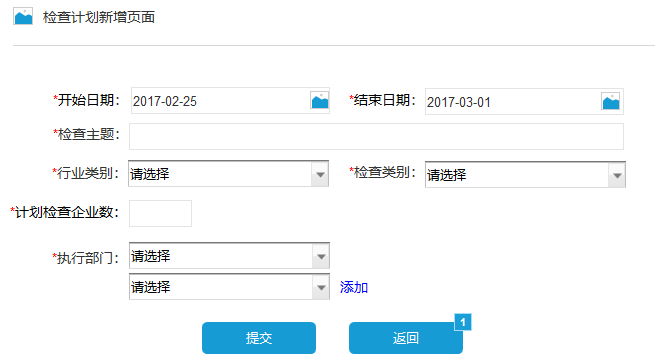 检查计划新增页面
*开始日期： 2017-02-25 *结束日期： 2017-03-01
*检查主题：
*行业类别： 请选择 *检查类别： 请选择
*计划检查企业数：
*执行部门： 请选择
请选择 添加
提交 返回 1